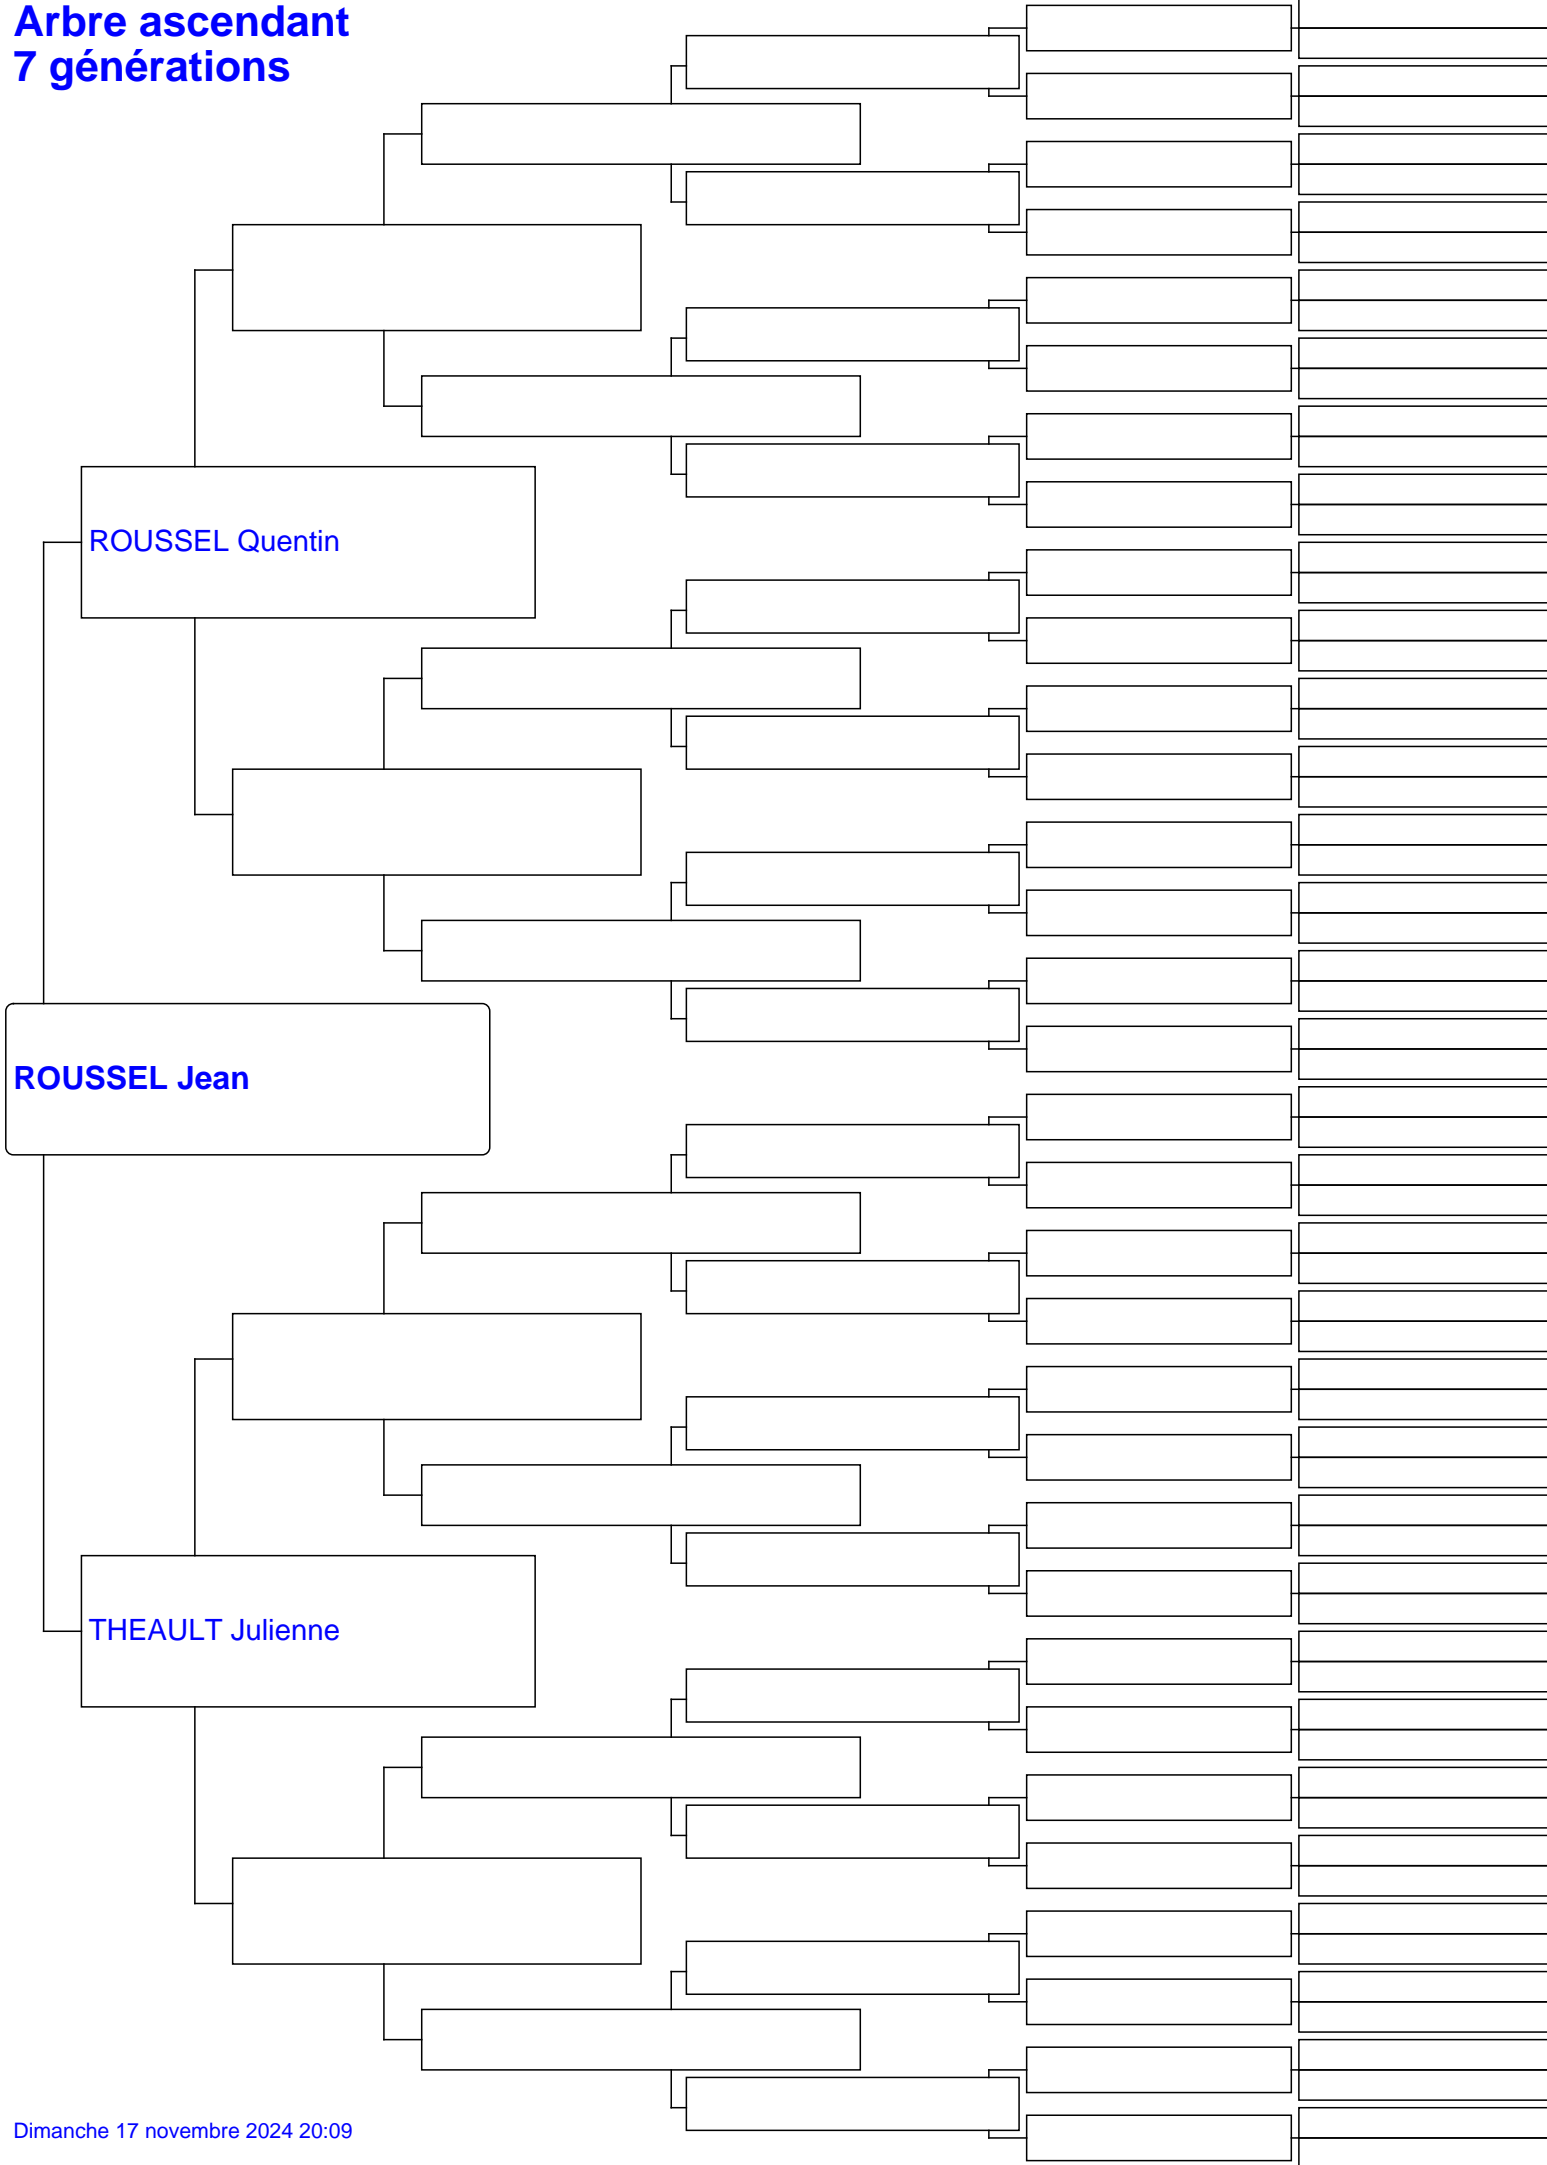 Arbre ascendant
7 générations
ROUSSEL Quentin
ROUSSEL Jean
THEAULT Julienne
Dimanche 17 novembre 2024 20:09